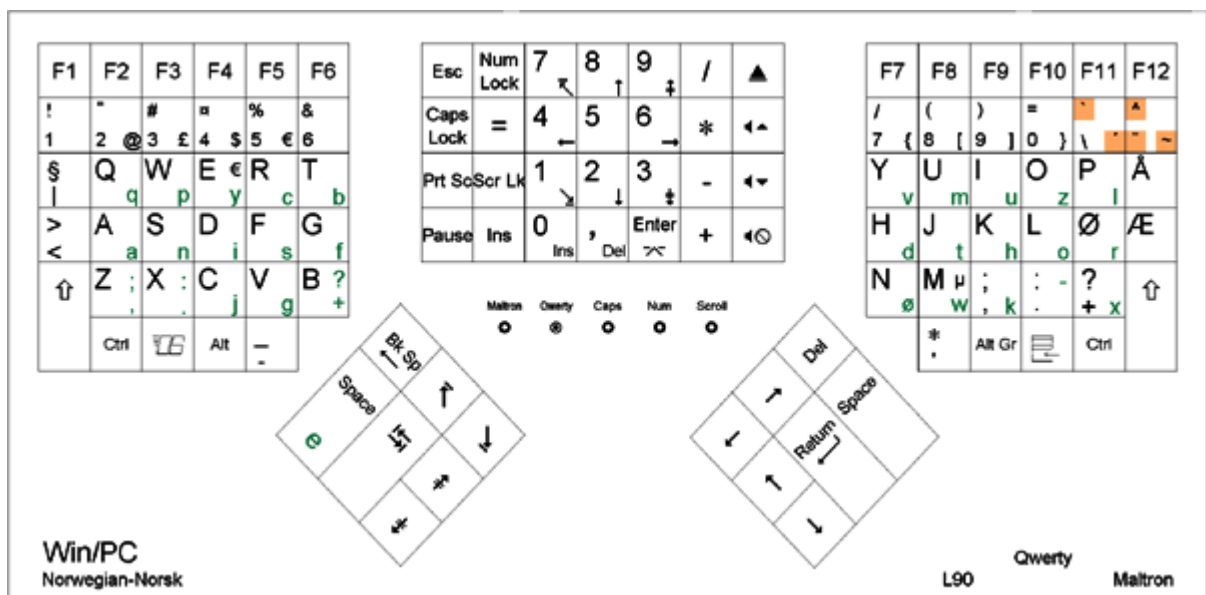 F1 F2 F3 F4 F5 F6
! " # ¤ % &
1 2 @ 3 £ 4 $ 5 € 6
§ Q W E € R T
| q p y c b
> A S D F G
< a n i s f
Z ; X : C V B ?
, . j g +
Ctrl Alt _
-
Esc Num Lock 7 8 9 /
Caps Lock = 4 5 6 *
Prt Sc Scr Lk 1 2 3 -
Pause Ins 0 Ins , Del Enter +
Maltron Qwerty Caps Num Scroll
F7 F8 F9 F10 F11 F12
/ ( ) = ` ^
7 { 8 [ 9 ] 0 } \ ´ ¨ ~
Y U I O P Å
v m u z l
H J K L Ø Æ
d t h o r
N M µ ; : - ?
ø w , k . + x
* Alt Gr Ctrl
'
Bk Sp
Space
e
Del
Space
Return
Win/PC
Norwegian-Norsk
Qwerty
L90 Maltron